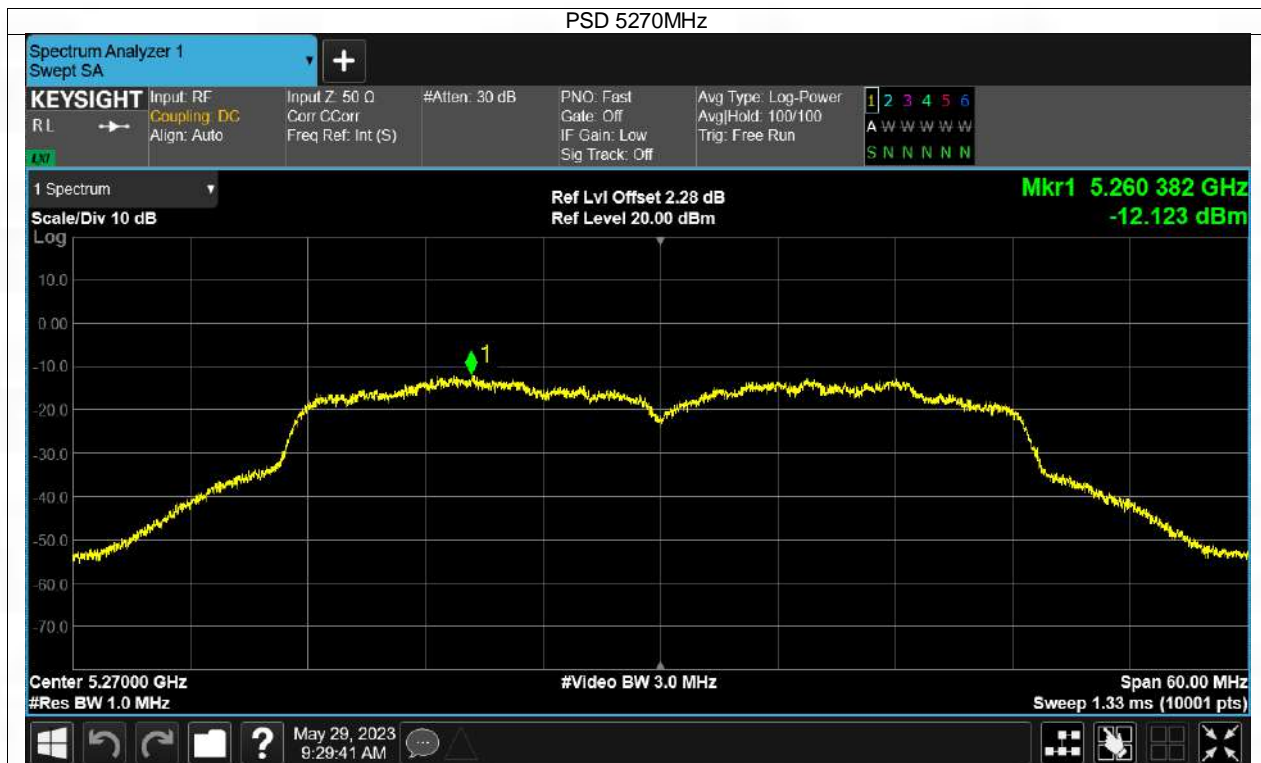 PSD 5270MHz
Spectrum Analyzer 1
Swept SA
+
KEYSIGHT
RL
LXI
Input: RF
Coupling: DC
Align: Auto
Input Z: 50 Ω
Corr CCorr
Freq Ref: Int (S)
#Atten: 30 dB
PNO: Fast
Gate: Off
IF Gain: Low
Sig Track: Off
Avg Type: Log-Power
Avg|Hold: 100/100
Trig: Free Run
1 2 3 4 5 6
A W W W W W
S N N N N N
1 Spectrum
Scale/Div 10 dB
Log
Ref Lvl Offset 2.28 dB
Ref Level 20.00 dBm
Mkr1 5.260 382 GHz
-12.123 dBm
10.0
0.00
-10.0
-20.0
-30.0
-40.0
-50.0
-60.0
-70.0
1
Center 5.27000 GHz
#Res BW 1.0 MHz
#Video BW 3.0 MHz
Span 60.00 MHz
Sweep 1.33 ms (10001 pts)
?
May 29, 2023
9:29:41 AM